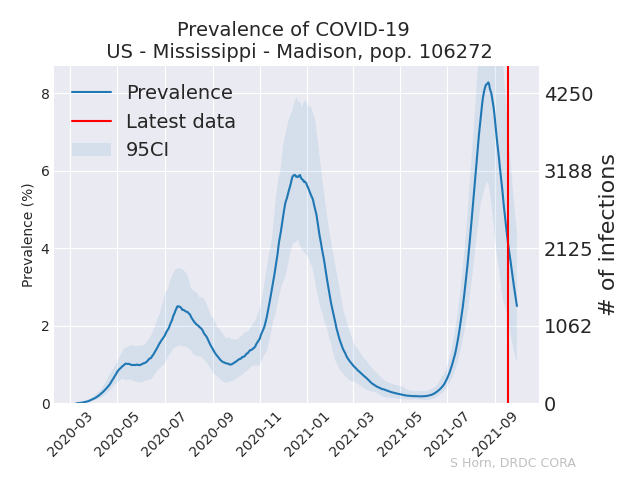 Prevalence of COVID-19
US - Mississippi - Madison, pop. 106272
Prevalence
Latest data
95CI
Prevalence (%)
8
6
4
2
0
4250
3188
2125
1062
0
# of infections
2020-03
2020-05
2020-07
2020-09
2020-11
2021-01
2021-03
2021-05
2021-07
2021-09
S Horn, DRDC CORA